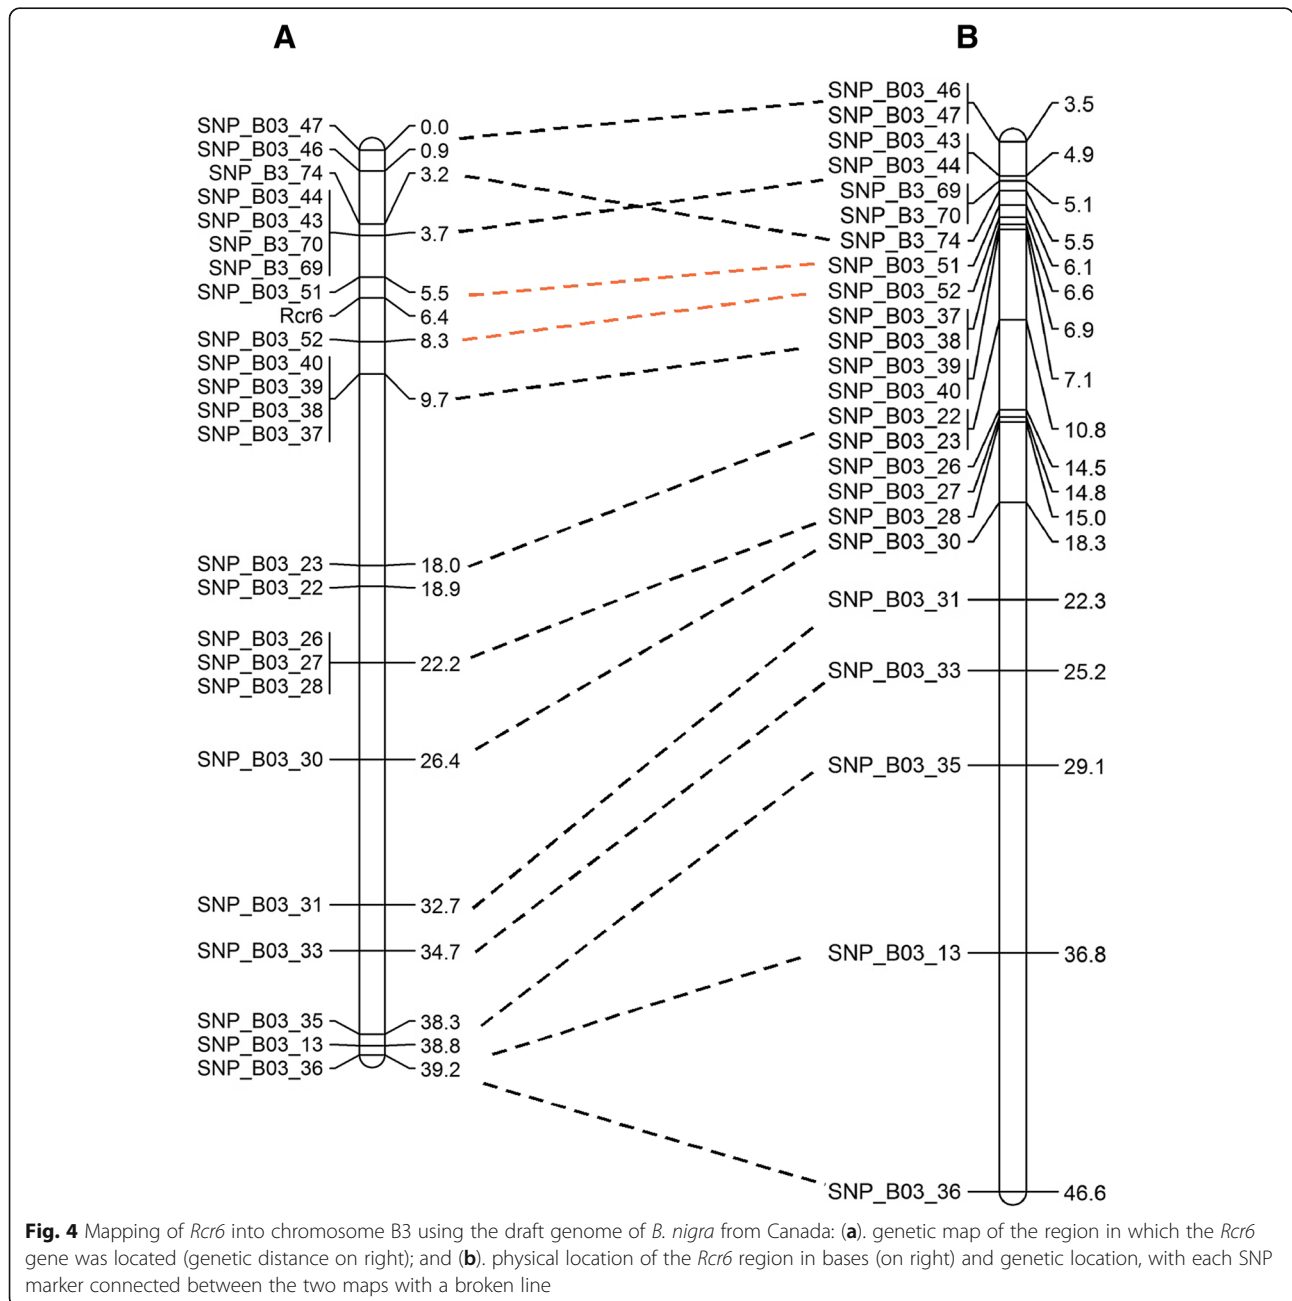 A
B
SNP_B03_47 0.0
SNP_B03_46 0.9
SNP_B3_74 3.2
SNP_B03_44
SNP_B03_43
SNP_B3_70
SNP_B3_69
3.7
SNP_B03_51 5.5
Rcr6 6.4
SNP_B03_52 8.3
SNP_B03_40
SNP_B03_39
SNP_B03_38
SNP_B03_37
9.7
SNP_B03_23 18.0
SNP_B03_22 18.9
SNP_B03_26
SNP_B03_27
SNP_B03_28
22.2
SNP_B03_30 26.4
SNP_B03_31 32.7
SNP_B03_33 34.7
SNP_B03_35 38.3
SNP_B03_13 38.8
SNP_B03_36 39.2
SNP_B03_46
SNP_B03_47
3.5
SNP_B03_43
SNP_B03_44
4.9
SNP_B3_69
SNP_B3_70
5.1
SNP_B3_74 5.5
SNP_B03_51 6.1
SNP_B03_52 6.6
SNP_B03_37
SNP_B03_38
6.9
SNP_B03_39
SNP_B03_40
7.1
SNP_B03_22
SNP_B03_23
10.8
SNP_B03_26 14.5
SNP_B03_27 14.8
SNP_B03_28 15.0
SNP_B03_30 18.3
SNP_B03_31 22.3
SNP_B03_33 25.2
SNP_B03_35 29.1
SNP_B03_13 36.8
SNP_B03_36 46.6
Fig. 4 Mapping of Rcr6 into chromosome B3 using the draft genome of B. nigra from Canada: (a). genetic map of the region in which the Rcr6
gene was located (genetic distance on right); and (b). physical location of the Rcr6 region in bases (on right) and genetic location, with each SNP
marker connected between the two maps with a broken line